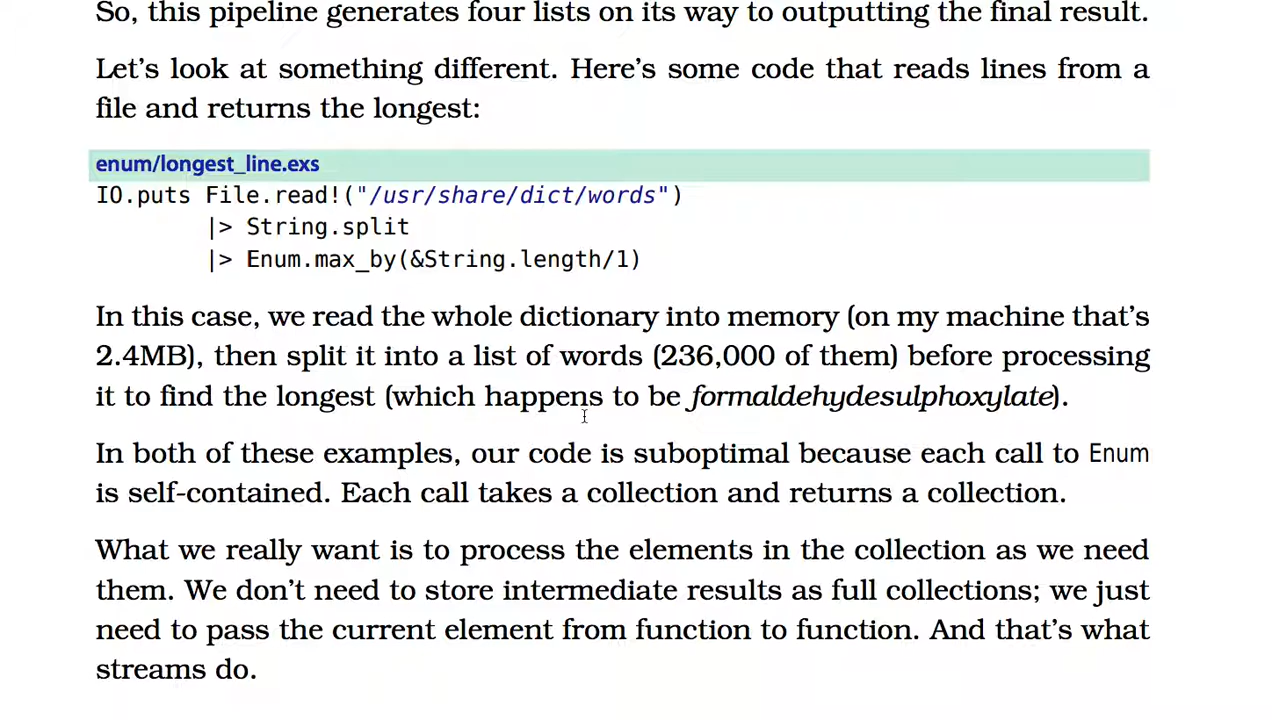 So, this pipeline generates four lists on its way to outputting the final result.
Let's look at something different. Here's some code that reads lines from a
file and returns the longest:
enum/longest_line.exs
IO.puts File.read!("/usr/share/dict/words")
|> String.split
|> Enum.max_by(&String.length/1)
In this case, we read the whole dictionary into memory (on my machine that's
2.4MB), then split it into a list of words (236,000 of them) before processing
it to find the longest (which happens to be formaldehydesulphoxylate).
In both of these examples, our code is suboptimal because each call to Enum
is self-contained. Each call takes a collection and returns a collection.
What we really want is to process the elements in the collection as we need
them. We don't need to store intermediate results as full collections; we just
need to pass the current element from function to function. And that's what
streams do.